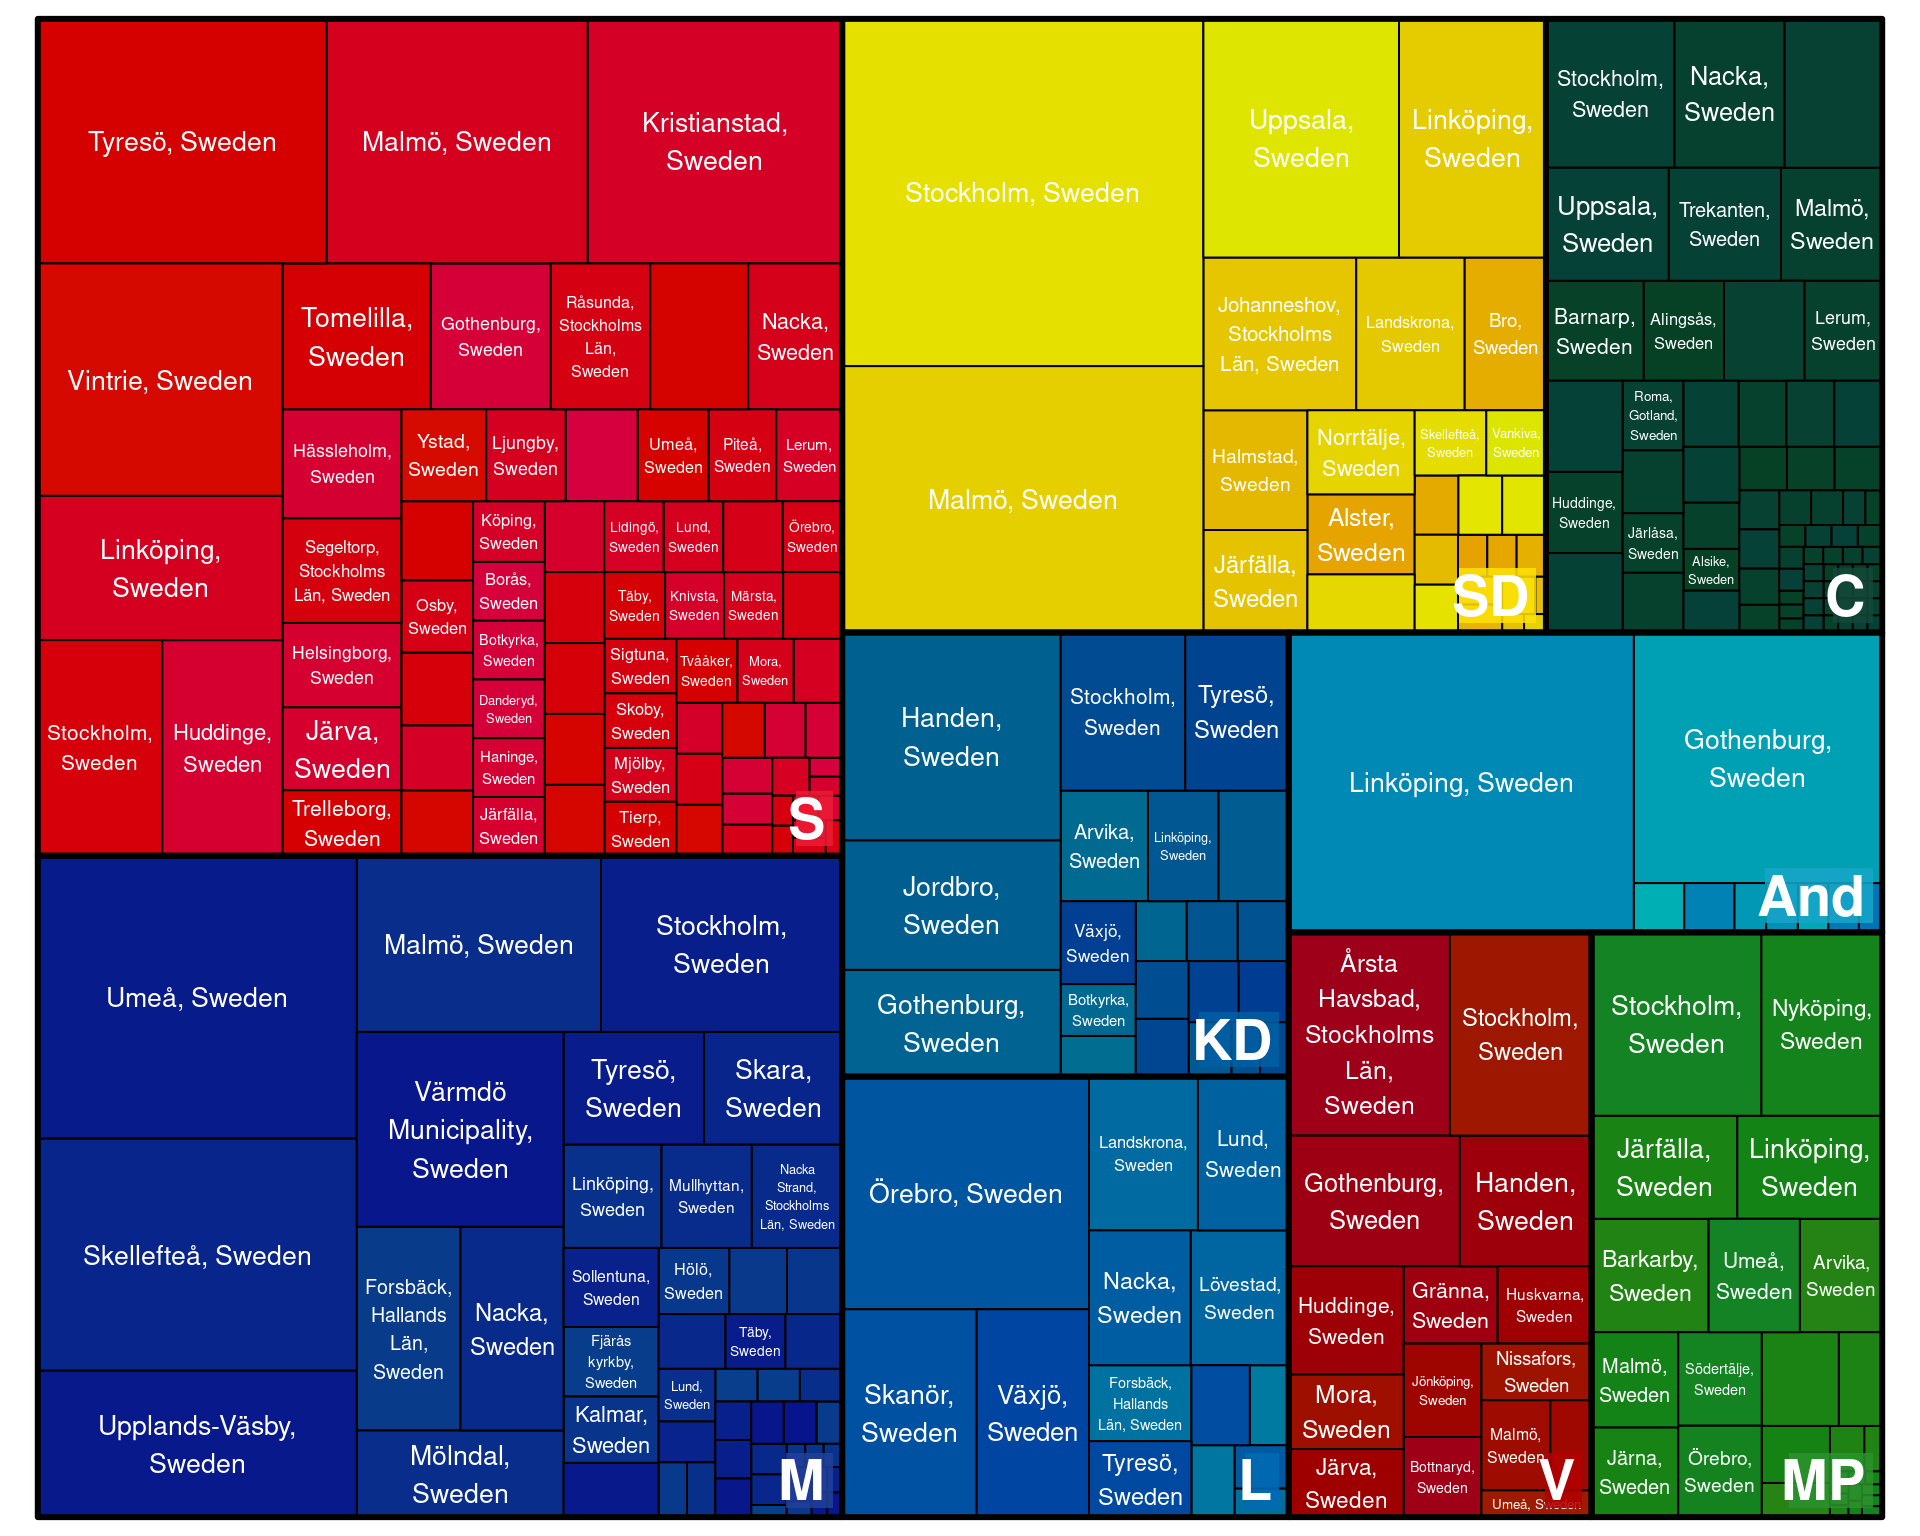 Tyresö, Sweden
Malmö, Sweden
Kristianstad,
Sweden
Vintrie, Sweden
Tomelilla,
Sweden
Gothenburg,
Sweden
Råsunda,
Stockholms
Län,
Sweden
Nacka,
Sweden
Linköping,
Sweden
Stockholm,
Sweden
Huddinge,
Sweden
Hässleholm,
Sweden
Ystad,
Sweden
Ljungby,
Sweden
Umeå,
Sweden
Piteå,
Sweden
Lerum,
Sweden
Segeltorp,
Stockholms
Län, Sweden
Helsingborg,
Sweden
Järva,
Sweden
Trelleborg,
Sweden
Osby,
Sweden
Köping,
Sweden
Borås,
Sweden
Botkyrka,
Sweden
Danderyd,
Sweden
Haninge,
Sweden
Järfälla,
Sweden
Lidingö,
Sweden
Lund,
Sweden
Örebro,
Sweden
Täby,
Sweden
Knivsta,
Sweden
Märsta,
Sweden
Sigtuna,
Sweden
Tvååker,
Sweden
Mora,
Sweden
Skoby,
Sweden
Mjölby,
Sweden
Tierp,
Sweden
S
Stockholm, Sweden
Malmö, Sweden
Uppsala,
Sweden
Linköping,
Sweden
Johanneshov,
Stockholms
Län, Sweden
Landskrona,
Sweden
Bro,
Sweden
Halmstad,
Sweden
Järfälla,
Sweden
Norrtälje,
Sweden
Alster,
Sweden
Skellefteå,
Sweden
Vankiva,
Sweden
SD
Stockholm,
Sweden
Nacka,
Sweden
Uppsala,
Sweden
Trekanten,
Sweden
Malmö,
Sweden
Barnarp,
Sweden
Alingsås,
Sweden
Lerum,
Sweden
Huddinge,
Sweden
Roma,
Gotland,
Sweden
Järlåsa,
Sweden
Alsike,
Sweden
C
Umeå, Sweden
Skellefteå, Sweden
Upplands-Väsby,
Sweden
Malmö, Sweden
Stockholm,
Sweden
Värmdö
Municipality,
Sweden
Tyresö,
Sweden
Skara,
Sweden
Forsbäck,
Hallands
Län,
Sweden
Nacka,
Sweden
Mölndal,
Sweden
Linköping,
Sweden
Mullhyttan,
Sweden
Nacka
Strand,
Stockholms
Län, Sweden
Sollentuna,
Sweden
Hölö,
Sweden
Fjärås
kyrkby,
Sweden
Täby,
Sweden
Kalmar,
Sweden
Lund,
Sweden
M
Handen,
Sweden
Jordbro,
Sweden
Gothenburg,
Sweden
Stockholm,
Sweden
Tyresö,
Sweden
Arvika,
Sweden
Linköping,
Sweden
Växjö,
Sweden
Botkyrka,
Sweden
KD
Linköping, Sweden
Gothenburg,
Sweden
And
Örebro, Sweden
Skanör,
Sweden
Växjö,
Sweden
Landskrona,
Sweden
Lund,
Sweden
Nacka,
Sweden
Lövestad,
Sweden
Forsbäck,
Hallands
Län, Sweden
Tyresö,
Sweden
L
Årsta
Havsbad,
Stockholms
Län,
Sweden
Stockholm,
Sweden
Gothenburg,
Sweden
Handen,
Sweden
Huddinge,
Sweden
Mora,
Sweden
Järva,
Sweden
Gränna,
Sweden
Huskvarna,
Sweden
Jönköping,
Sweden
Nissafors,
Sweden
Bottnaryd,
Sweden
Malmö,
Sweden
Umeå, Sweden
V
Stockholm,
Sweden
Nyköping,
Sweden
Järfälla,
Sweden
Linköping,
Sweden
Barkarby,
Sweden
Umeå,
Sweden
Arvika,
Sweden
Malmö,
Sweden
Södertälje,
Sweden
Järna,
Sweden
Örebro,
Sweden
MP